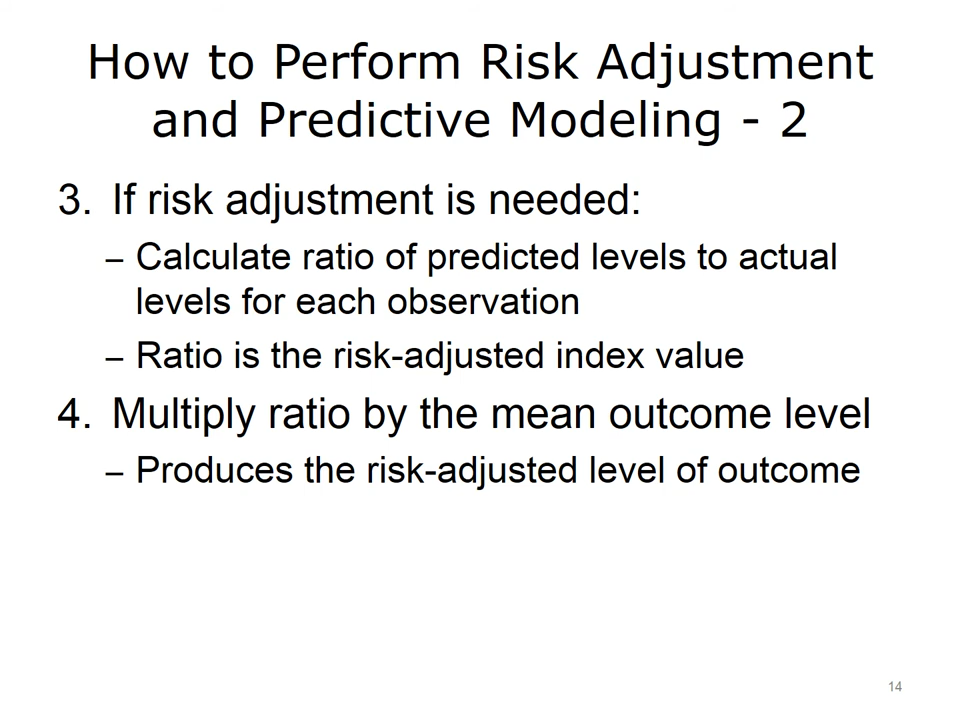 How to Perform Risk Adjustment
and Predictive Modeling - 2
3. If risk adjustment is needed:
– Calculate ratio of predicted levels to actual
levels for each observation
– Ratio is the risk-adjusted index value
4. Multiply ratio by the mean outcome level
– Produces the risk-adjusted level of outcome
14